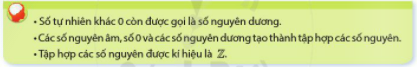 • Số tự nhiên khác 0 còn được gọi là số nguyên dương.
• Các số nguyên âm, số 0 và các số nguyên dương tạo thành tập hợp các số nguyên.
• Tập hợp các số nguyên được kí hiệu là ℤ.